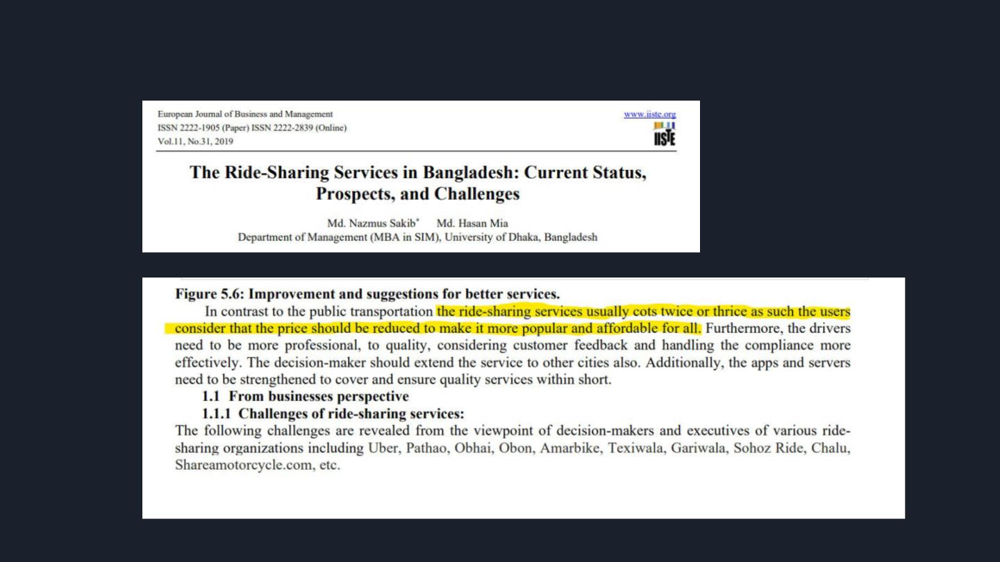 European Journal of Business and Management
www.iiste.org
ISSN 2222-1905 (Paper) ISSN 2222-2839 (Online)
Vol.11, No.31, 2019
IISTE
The Ride-Sharing Services in Bangladesh: Current Status,
Prospects, and Challenges
Md. Nazmus Sakib* Md. Hasan Mia
Department of Management (MBA in SIM), University of Dhaka, Bangladesh
Figure 5.6: Improvement and suggestions for better services.
In contrast to the public transportation the ride-sharing services usually cots twice or thrice as such the users
consider that the price should be reduced to make it more popular and affordable for all. Furthermore, the drivers
need to be more professional, to quality, considering customer feedback and handling the compliance more
effectively. The decision-maker should extend the service to other cities also. Additionally, the apps and servers
need to be strengthened to cover and ensure quality services within short.
1.1 From businesses perspective
1.1.1 Challenges of ride-sharing services:
The following challenges are revealed from the viewpoint of decision-makers and executives of various ride-
sharing organizations including Uber, Pathao, Obhai, Obon, Amarbike, Texiwala, Gariwala, Sohoz Ride, Chalu,
Shareamotorcycle.com, etc.